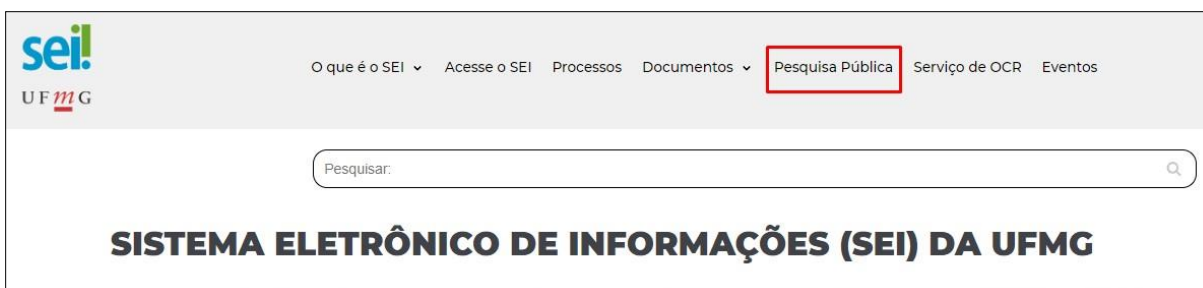 sei!
UFmG
O que é o SEI Acesse o SEI Processos Documentos Pesquisa Pública Serviço de OCR Eventos
Pesquisar:
SISTEMA ELETRÔNICO DE INFORMAÇÕES (SEI) DA UFMG